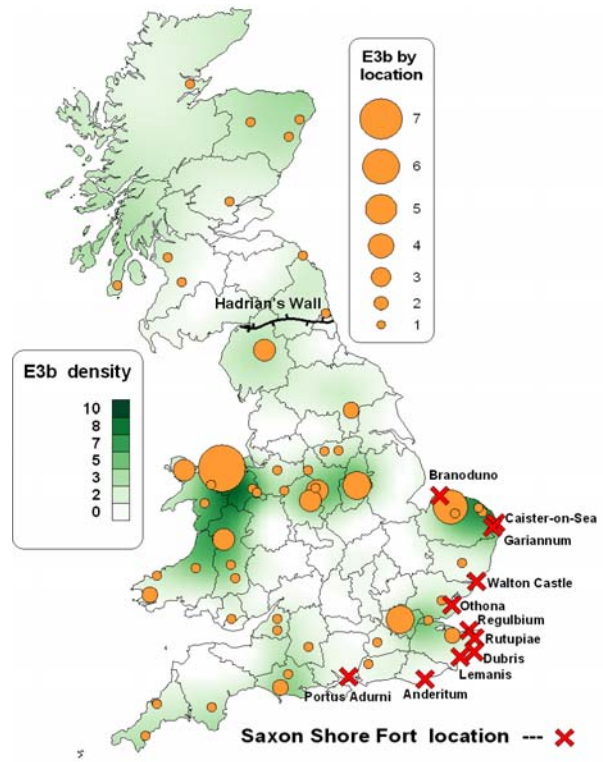 E3b by
location
7
6
5
4
3
2
1
Hadrian's Wall
E3b density
10
8
7
5
3
2
0
Branoduno
Caister-on-Sea
Gariannum
Walton Castle
Othona
Regulbium
Rutupiae
Dubris
Lemanis
Portus Adurni
Anderitum
Saxon Shore Fort location ---